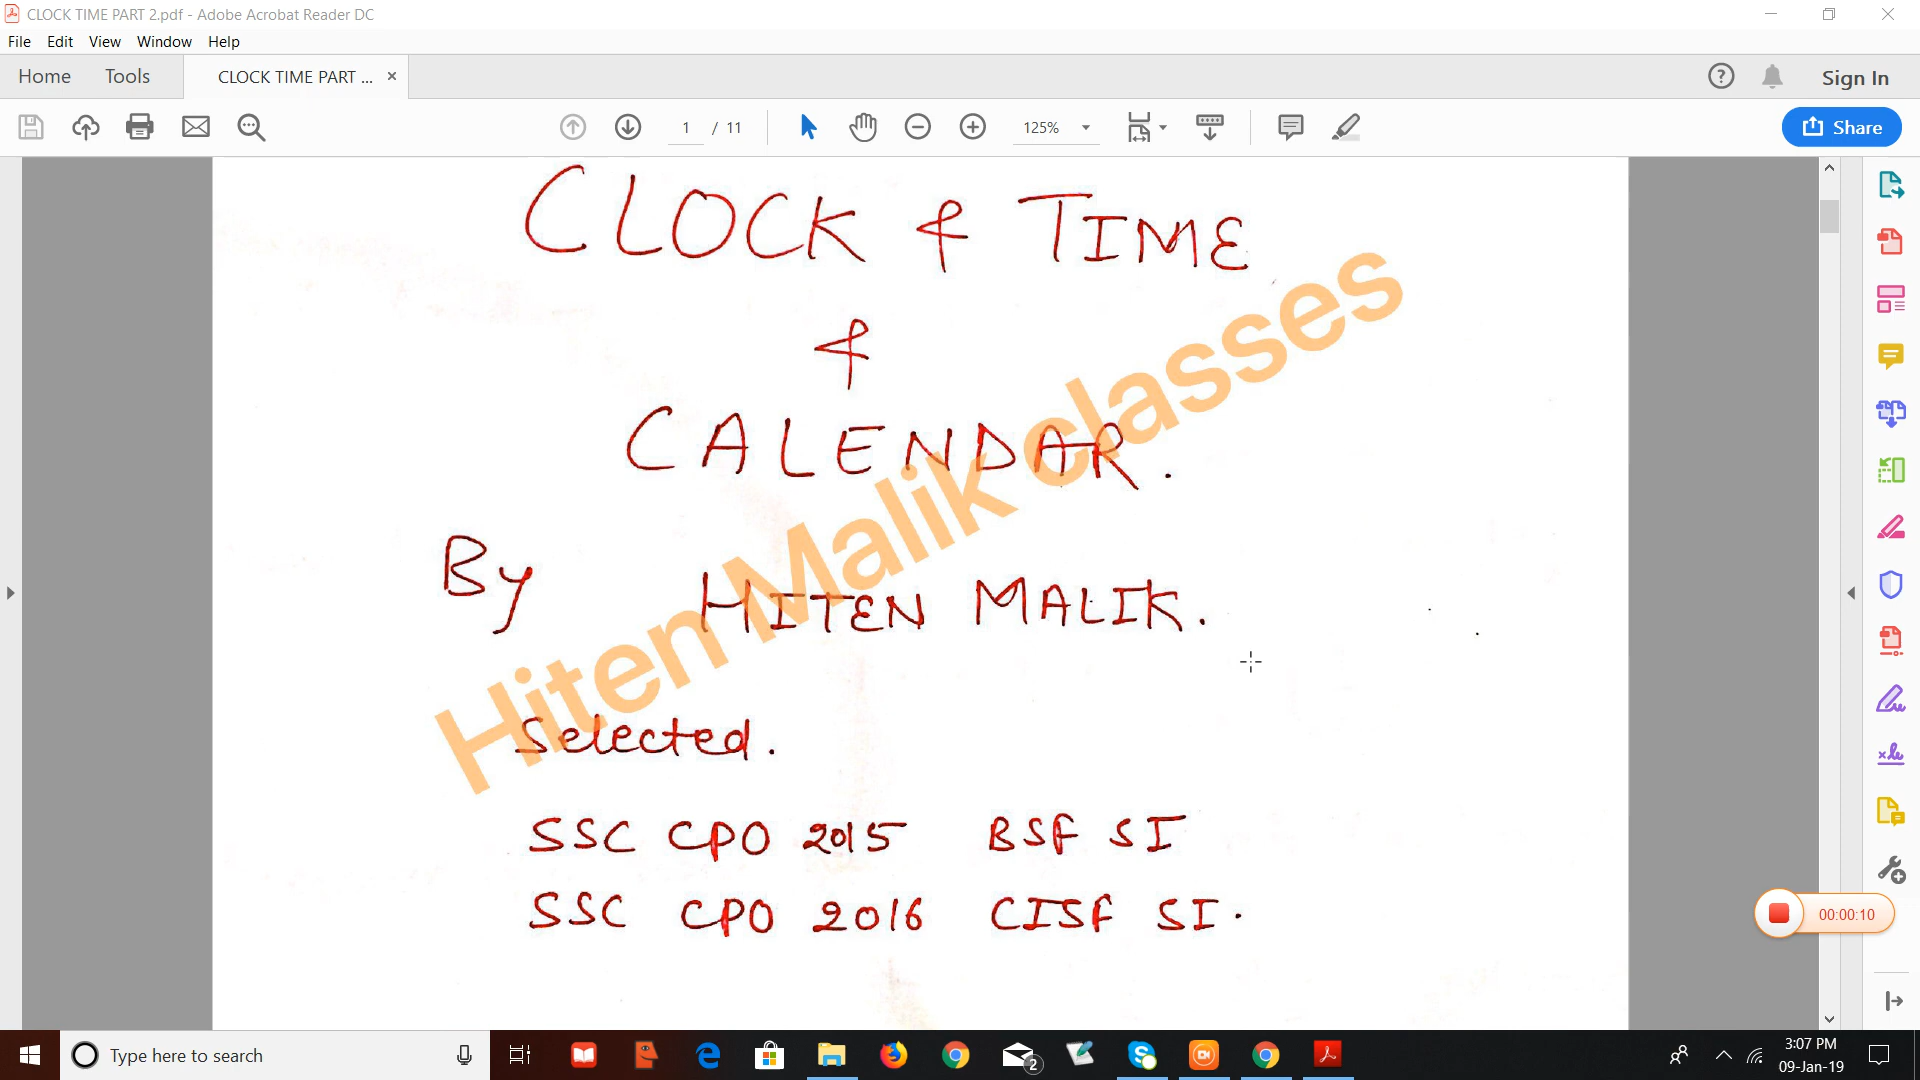 CLOCK TIME PART 2.pdf - Adobe Acrobat Reader DC
File Edit View Window Help
Home Tools CLOCK TIME PART ... × Sign In
1 / 11 125% Share
CLOCK & TIME
&
CALENDAR.
By HITEN MALIK.
Hiten Malik classes
Selected.
SSC CPO 2015 BSF SI
SSC CPO 2016 CISF SI.
00:00:10
Type here to search
2
3:07 PM
09-Jan-19